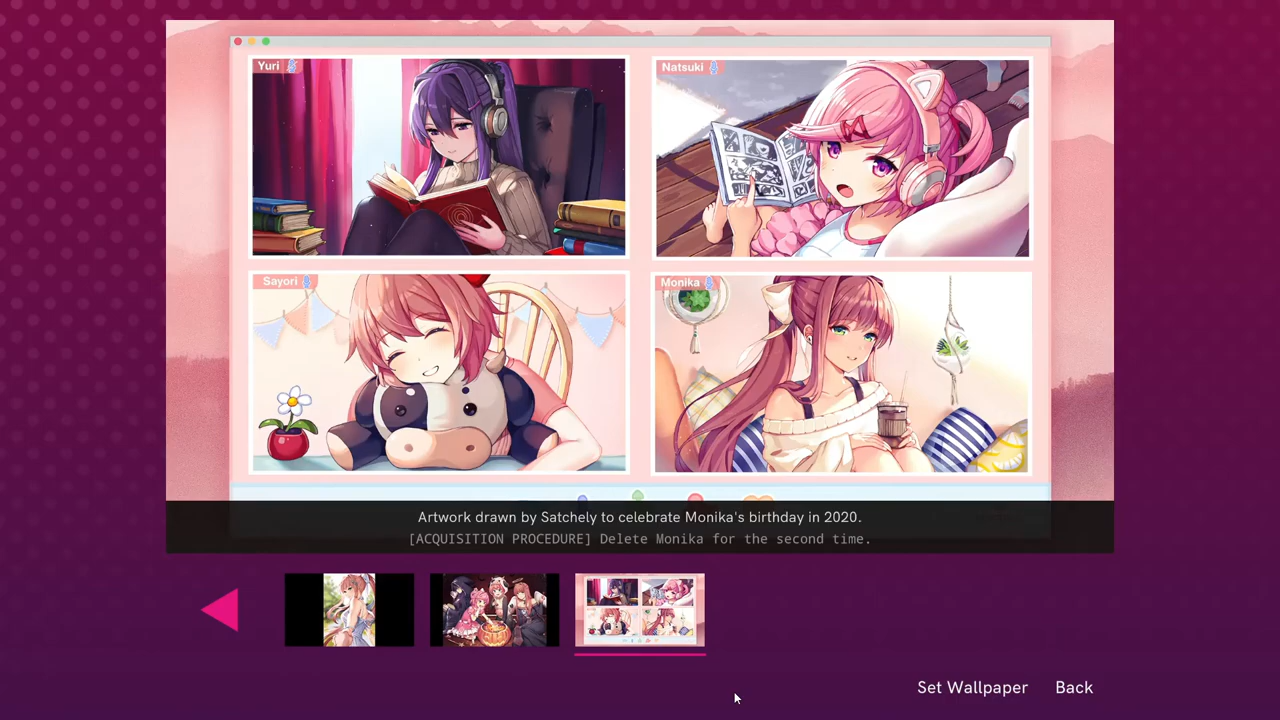 Yuri
Natsuki
Sayori
Monika
Artwork drawn by Satchely to celebrate Monika's birthday in 2020.
[ACQUISITION PROCEDURE] Delete Monika for the second time.
Set Wallpaper
Back